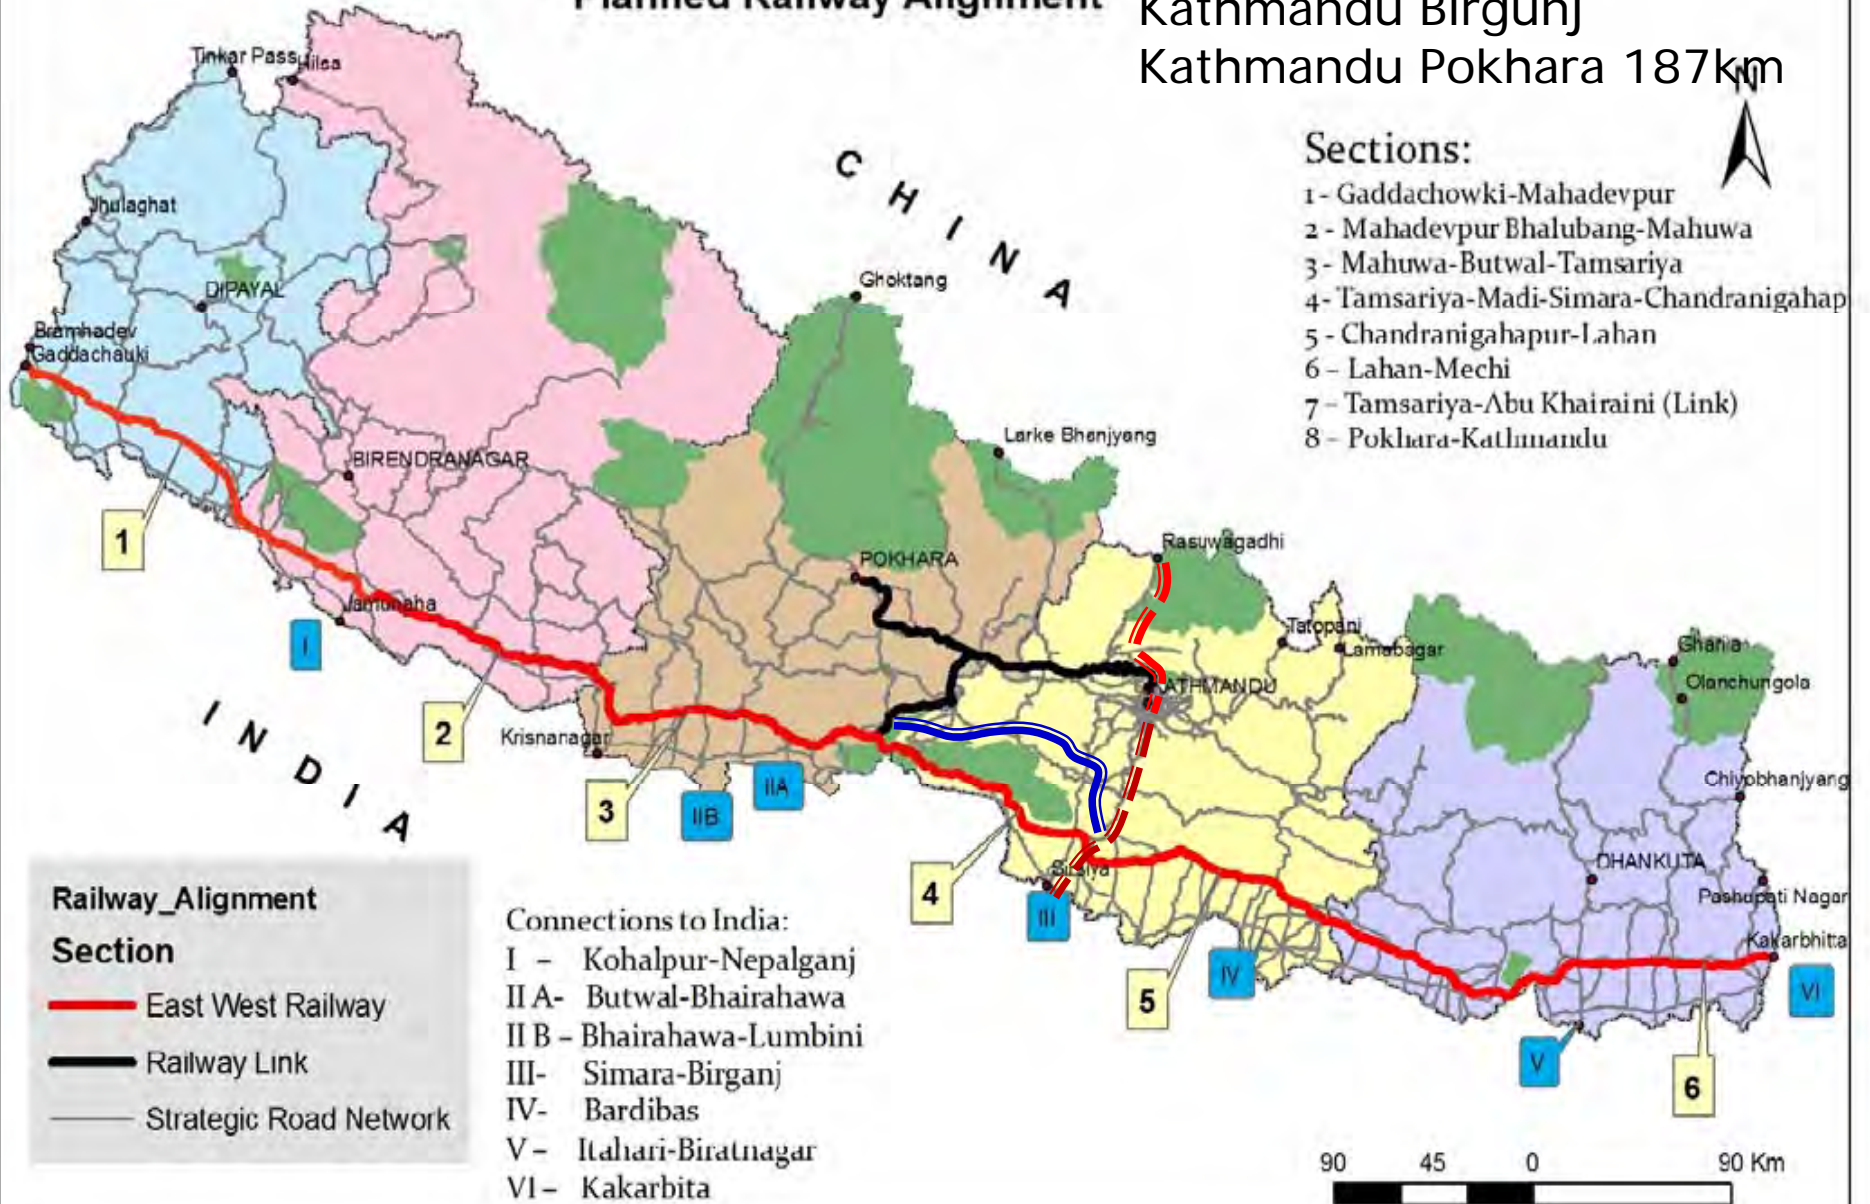 Planned Railway Alignment
Kathmandu Birgunj
Kathmandu Pokhara 187km
N
Sections:
1 - Gaddachowki-Mahadevpur
2 - Mahadevpur Bhalubang-Mahuwa
3 - Mahuwa-Butwal-Tamsariya
4- Tamsariya-Madi-Simara-Chandranigahap
5 - Chandranigahapur-Lahan
6 - Lahan-Mechi
7 - Tamsariya-Abu Khairaini (Link)
8 - Pokhara-Kathmandu
Tinkar Pass
Hilsa
CHINA
Jhulaghat
DIPAYAL
Ghoktang
Bramhadev
Gaddachauki
Larke Bhanjyang
BIRENDRANAGAR
1
Rasuwagadhi
POKHARA
Jamunaha
I
Tatopani
Lamabagar
Ghania
Olanchungola
KATHMANDU
INDIA
2
Krisnanagar
3
IIB
IIA
Chiyobhanjyang
4
Sirsiya
III
DHANKUTA
Pashupati Nagar
Kakarbhitta
5
IV
VI
V
6
Railway_Alignment
Section
East West Railway
Railway Link
Strategic Road Network
Connections to India:
I – Kohalpur-Nepalganj
II A- Butwal-Bhairahawa
II B – Bhairahawa-Lumbini
III- Simara-Birganj
IV- Bardibas
V – Itahari-Biratnagar
VI – Kakarbita
90 45 0 90 Km